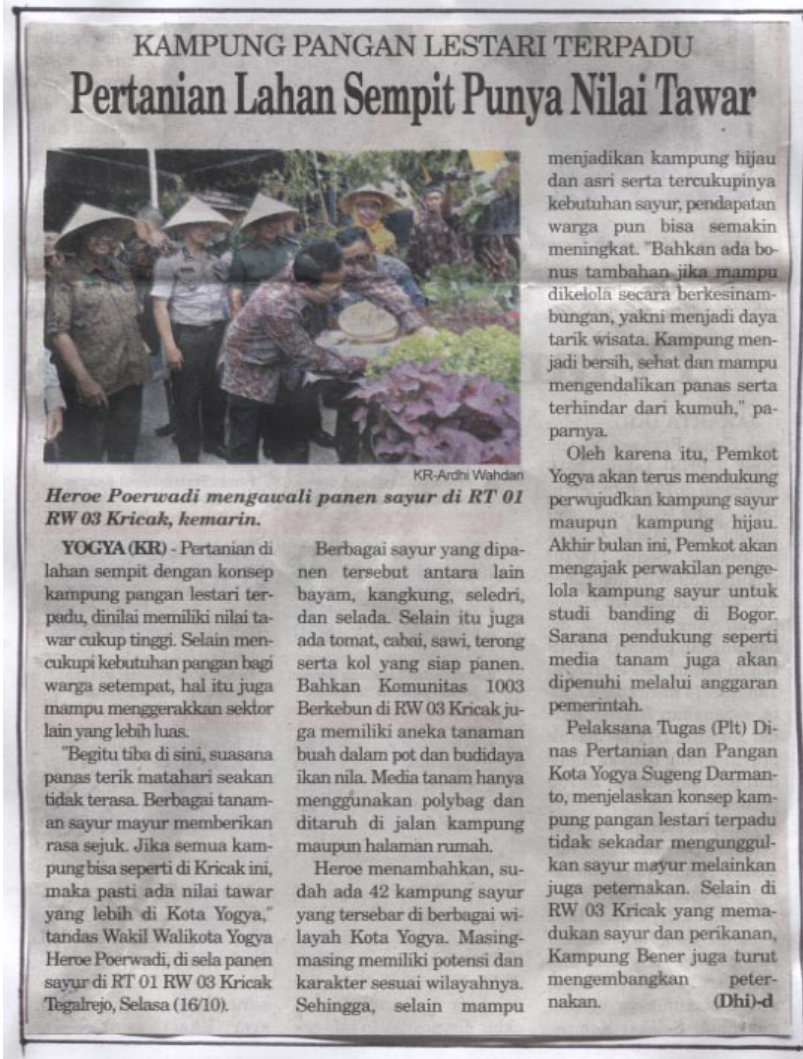 KAMPUNG PANGAN LESTARI TERPADU
Pertanian Lahan Sempit Punya Nilai Tawar
KR-Ardhi Wahdan
Heroe Poerwadi mengawali panen sayur di RT 01
RW 03 Kricak, kemarin.
YOGYA (KR) - Pertanian di
lahan sempit dengan konsep
kampung pangan lestari ter-
padu, dinilai memiliki nilai ta-
war cukup tinggi. Selain men-
cukupi kebutuhan pangan bagi
warga setempat, hal itu juga
mampu menggerakkan sektor
lain yang lebih luas.
"Begitu tiba di sini, suasana
panas terik matahari seakan
tidak terasa. Berbagai tanam-
an sayur mayur memberikan
rasa sejuk. Jika semua kam-
pung bisa seperti di Kricak ini,
maka pasti ada nilai tawar
yang lebih di Kota Yogya,"
tandas Wakil Walikota Yogya
Heroe Poerwadi, di sela panen
sayur di RT 01 RW 03 Kricak
Tegalrejo, Selasa (16/10).
Berbagai sayur yang dipa-
nen tersebut antara lain
bayam, kangkung, seledri,
dan selada. Selain itu juga
ada tomat, cabai, sawi, terong
serta kol yang siap panen.
Bahkan Komunitas 1003
Berkebun di RW 03 Kricak ju-
ga memiliki aneka tanaman
buah dalam pot dan budidaya
ikan nila. Media tanam hanya
menggunakan polybag dan
ditaruh di jalan kampung
maupun halaman rumah.
Heroe menambahkan, su-
dah ada 42 kampung sayur
yang tersebar di berbagai wi-
layah Kota Yogya. Masing-
masing memiliki potensi dan
karakter sesuai wilayahnya.
Sehingga, selain mampu
menjadikan kampung hijau
dan asri serta tercukupinya
kebutuhan sayur, pendapatan
warga pun bisa semakin
meningkat. "Bahkan ada bo-
nus tambahan jika mampu
dikelola secara berkesinam-
bungan, yakni menjadi daya
tarik wisata. Kampung men-
jadi bersih, sehat dan mampu
mengendalikan panas serta
terhindar dari kumuh," pa-
parnya.
Oleh karena itu, Pemkot
Yogya akan terus mendukung
perwujudkan kampung sayur
maupun kampung hijau.
Akhir bulan ini, Pemkot akan
mengajak perwakilan penge-
lola kampung sayur untuk
studi banding di Bogor.
Sarana pendukung seperti
media tanam juga akan
dipenuhi melalui anggaran
pemerintah.
Pelaksana Tugas (Plt) Di-
nas Pertanian dan Pangan
Kota Yogya Sugeng Darman-
to, menjelaskan konsep kam-
pung pangan lestari terpadu
tidak sekadar mengunggul-
kan sayur mayur melainkan
juga peternakan. Selain di
RW 03 Kricak yang mema-
dukan sayur dan perikanan,
Kampung Bener juga turut
mengembangkan peter-
nakan. (Dhi)-d